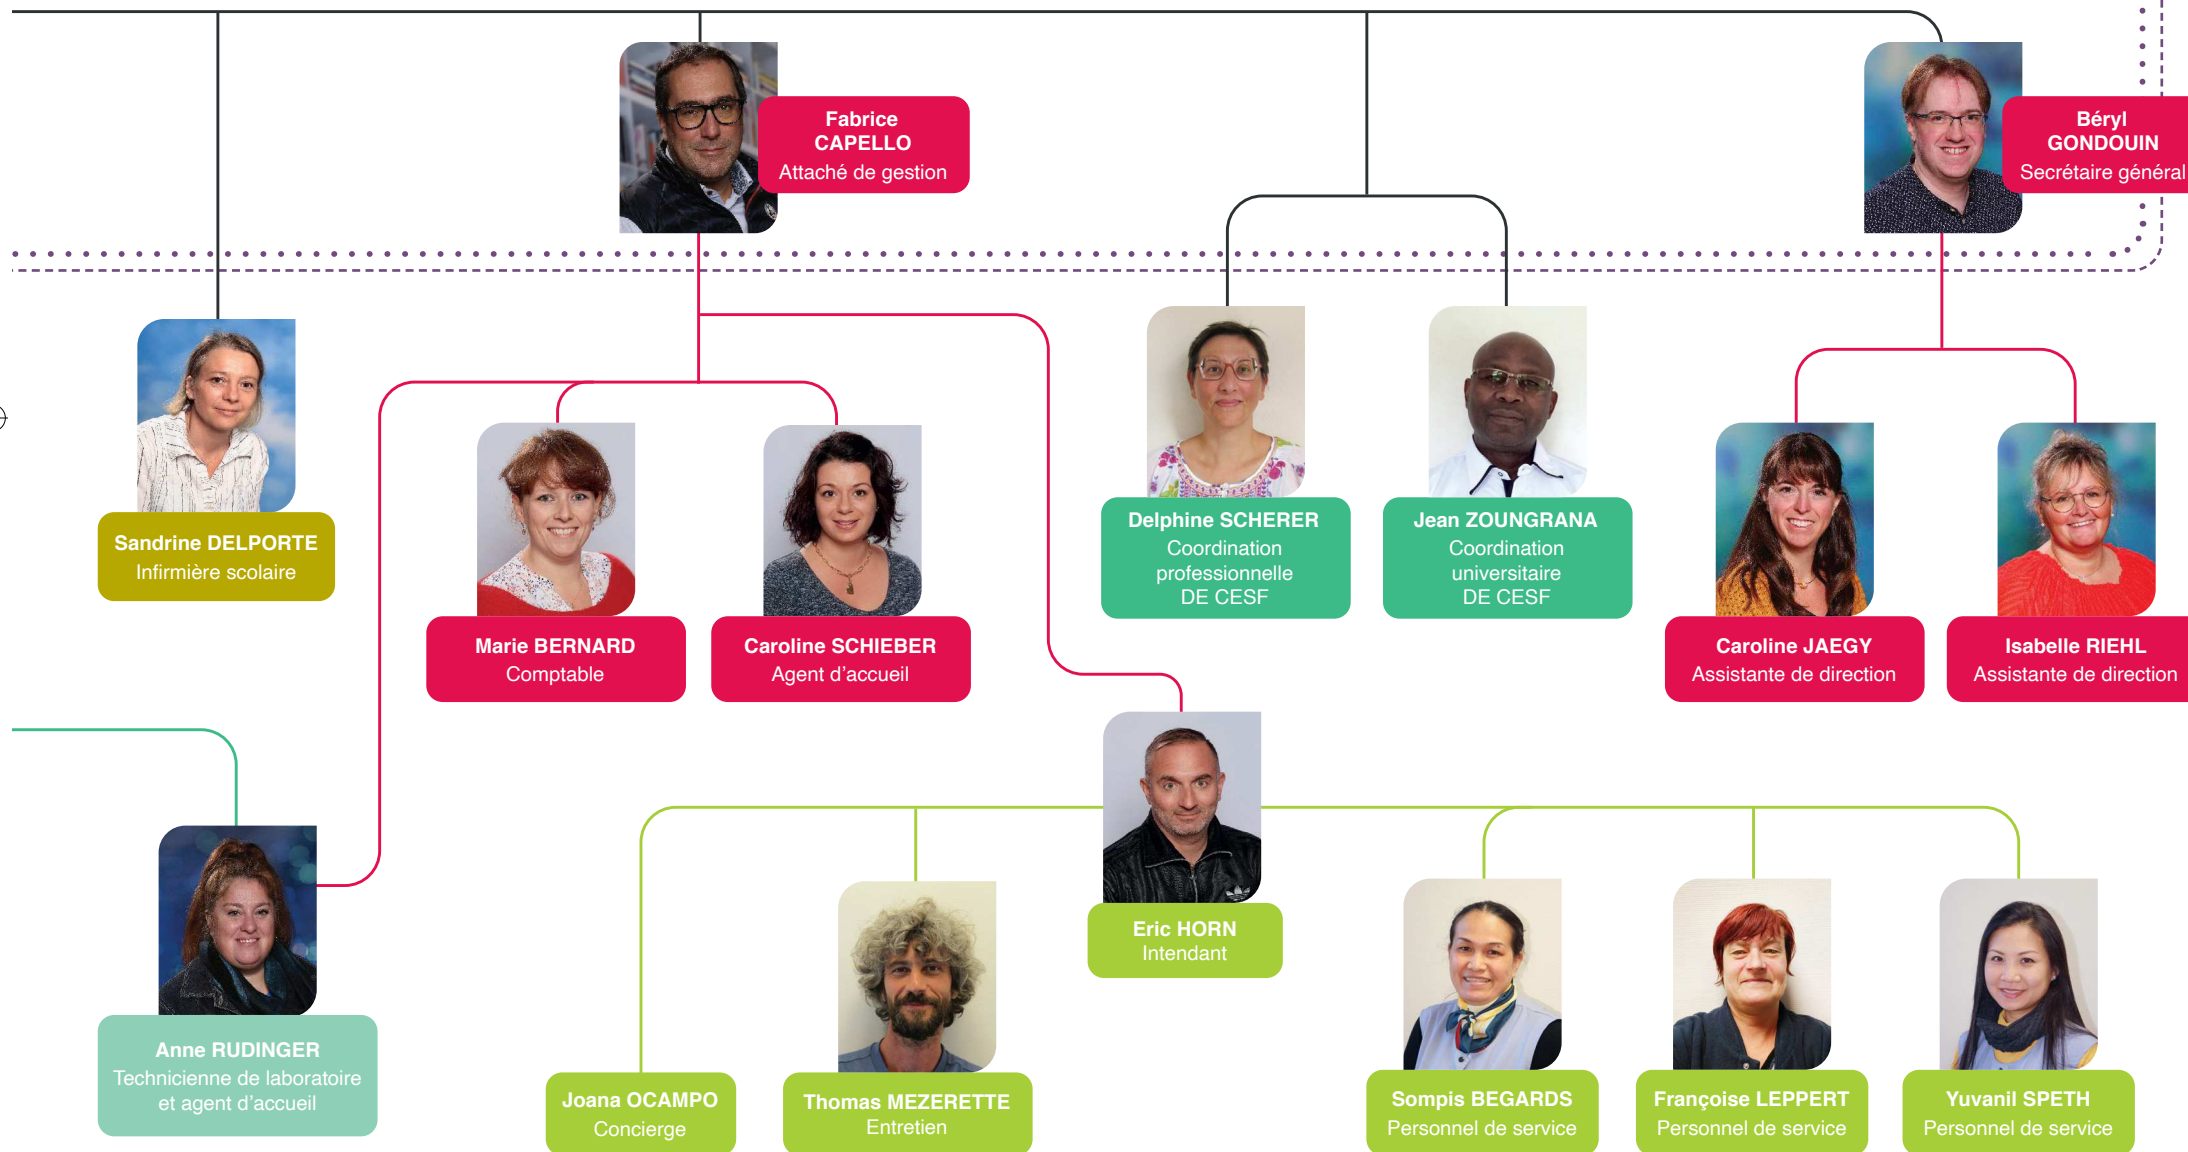 Fabrice
CAPELLO
Attaché de gestion
Béryl
GONDOUIN
Secrétaire général
Sandrine DELPORTE
Infirmière scolaire
Marie BERNARD
Comptable
Caroline SCHIEBER
Agent d’accueil
Delphine SCHERER
Coordination
professionnelle
DE CESF
Jean ZOUNGRANA
Coordination
universitaire
DE CESF
Caroline JAEGY
Assistante de direction
Isabelle RIEHL
Assistante de direction
Eric HORN
Intendant
Anne RUDINGER
Technicienne de laboratoire
et agent d’accueil
Joana OCAMPO
Concierge
Thomas MEZERETTE
Entretien
Sompis BEGARDS
Personnel de service
Françoise LEPPERT
Personnel de service
Yuvanil SPETH
Personnel de service